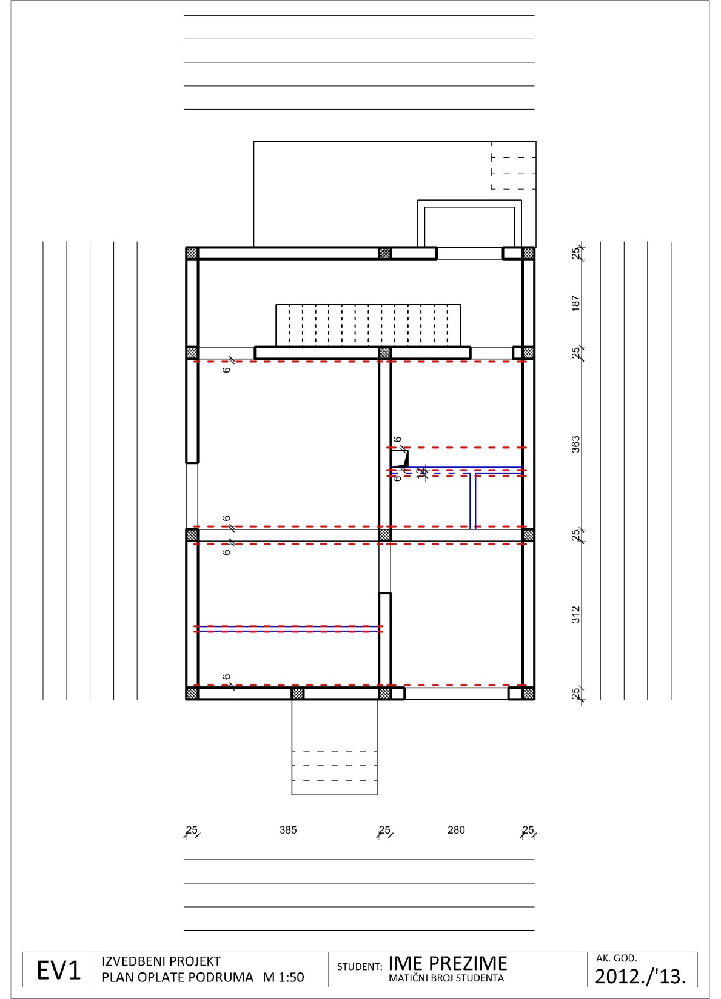 25
187
25
6
363
6
6
12
6
25
6
312
6
25
25 385 25 280 25
EV1
IZVEDBENI PROJEKT
PLAN OPLATE PODRUMA M 1:50
STUDENT: IME PREZIME
MATIČNI BROJ STUDENTA
AK. GOD.
2012./'13.